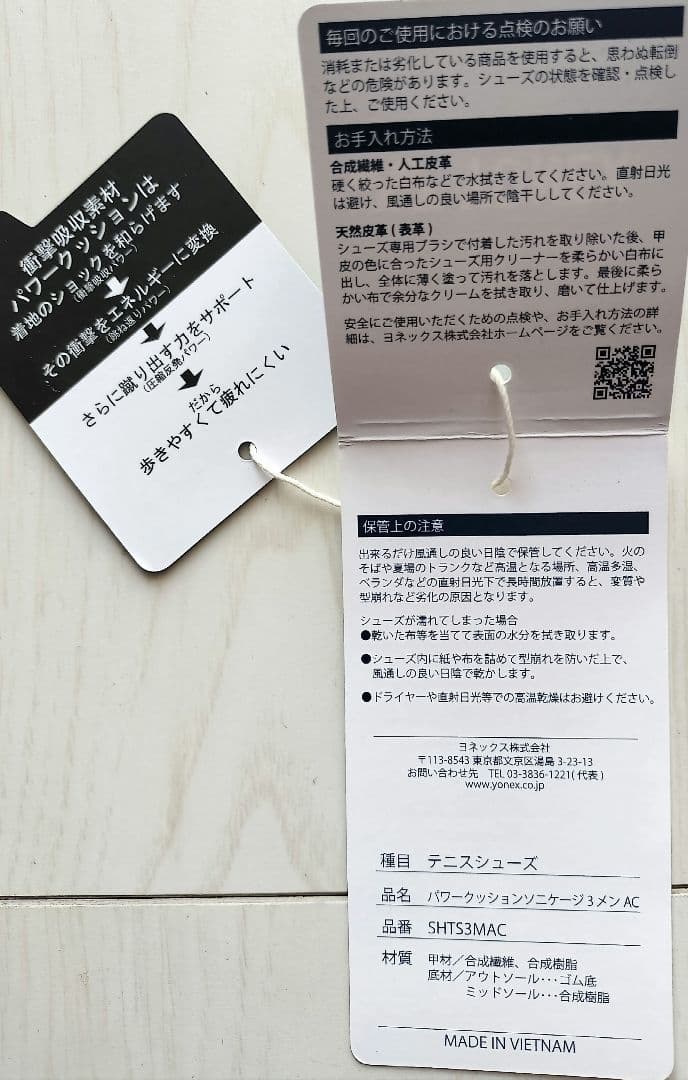 衝撃吸収素材
パワークッションは
着地のショックを和らげます
(衝撃吸収パワー)
その衝撃をエネルギーに変換
(跳ね返りパワー)
さらに蹴り出す力をサポート
(圧縮反発パワー)
だから
歩きやすくて疲れにくい
毎回のご使用における点検のお願い
消耗または劣化している商品を使用すると、思わぬ転倒
などの危険があります。シューズの状態を確認・点検し
た上、ご使用ください。
お手入れ方法
合成繊維・人工皮革
硬く絞った白布などで水拭きをしてください。直射日光
は避け、風通しの良い場所で陰干ししてください。
天然皮革(表革)
シューズ専用ブラシで付着した汚れを取り除いた後、甲
皮の色に合ったシューズ用クリーナーを柔らかい白布に
出し、全体に薄く塗って汚れを落とします。最後に柔ら
かい布で余分なクリームを拭き取り、磨いて仕上げます。
安全にご使用いただくための点検や、お手入れ方法の詳
細は、ヨネックス株式会社ホームページをご覧ください。
保管上の注意
出来るだけ風通しの良い日陰で保管してください。火の
そばや夏場のトランクなど高温となる場所、高温多湿、
ベランダなどの直射日光下で長時間放置すると、変質や
型崩れなど劣化の原因となります。
シューズが濡れてしまった場合
●乾いた布等を当てて表面の水分を拭き取ります。
●シューズ内に紙や布を詰めて型崩れを防いだ上で、
風通しの良い日陰で乾かします。
●ドライヤーや直射日光等での高温乾燥はお避けください。
ヨネックス株式会社
〒113-8543 東京都文京区湯島 3-23-13
お問い合わせ先 TEL 03-3836-1221(代表)
www.yonex.co.jp
種目 テニスシューズ
品名 パワークッションソニケージ3メン AC
品番 SHTS3MAC
材質 甲材/合成繊維、合成樹脂
底材/アウトソール･･･ゴム底
ミッドソール･･･合成樹脂
MADE IN VIETNAM